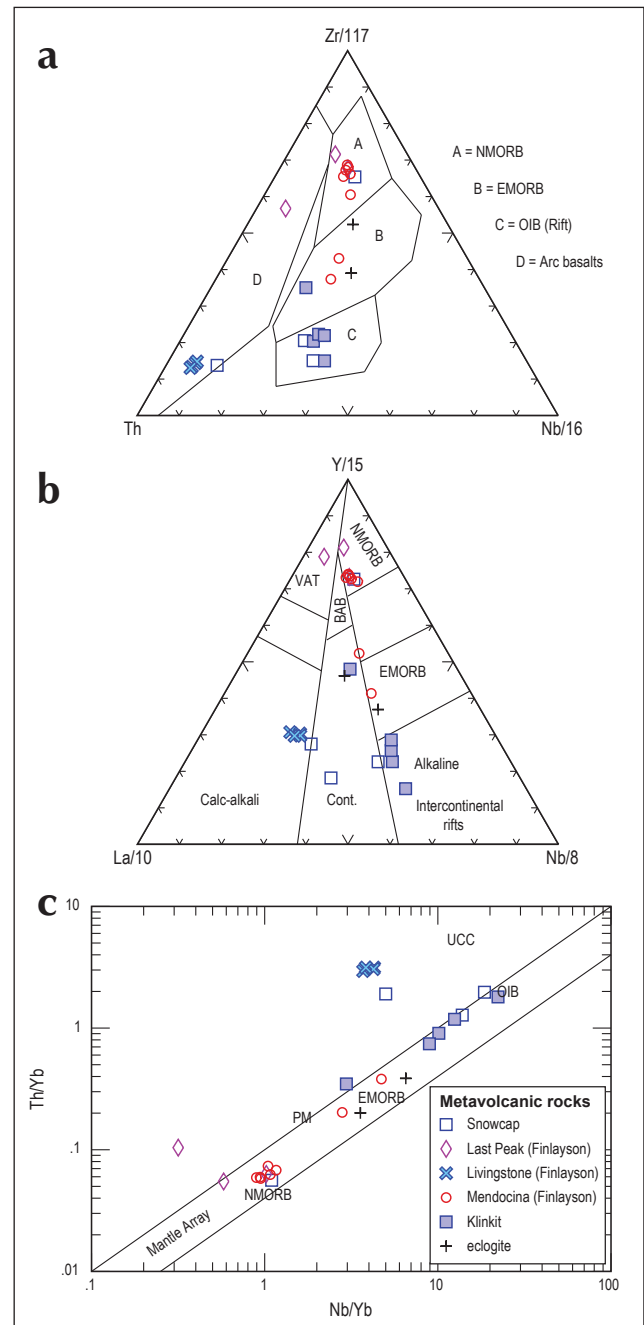 a
Zr/117
A
A = NMORB
B = EMORB
B
C = OIB (Rift)
D
D = Arc basalts
C
Th
Nb/16
b
Y/15
NMORB
VAT
BAB
EMORB
Alkaline
Calc-alkali
Cont.
Intercontinental
rifts
La/10
Nb/8
c
10
UCC
OIB
1
Th/Yb
EMORB
PM
.1
NMORB
Mantle Array
.01
.1
1
10
100
Nb/Yb
Metavolcanic rocks
Snowcap
Last Peak (Finlayson)
Livingstone (Finlayson)
Mendocina (Finlayson)
Klinkit
eclogite